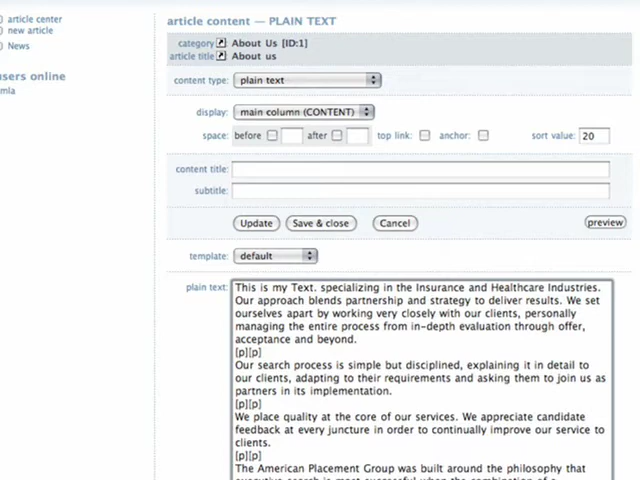 article center
new article
News
users online
mla
article content — PLAIN TEXT
category About Us [ID:1]
article title About us
content type: plain text
display: main column (CONTENT)
space: before after top link: anchor: sort value: 20
content title:
subtitle:
Update Save & close Cancel preview
template: default
plain text: This is my Text. specializing in the Insurance and Healthcare Industries.
Our approach blends partnership and strategy to deliver results. We set
ourselves apart by working very closely with our clients, personally
managing the entire process from in-depth evaluation through offer,
acceptance and beyond.
[p][p]
Our search process is simple but disciplined, explaining it in detail to
our clients, adapting to their requirements and asking them to join us as
partners in its implementation.
[p][p]
We place quality at the core of our services. We appreciate candidate
feedback at every juncture in order to continually improve our service to
clients.
[p][p]
The American Placement Group was built around the philosophy that